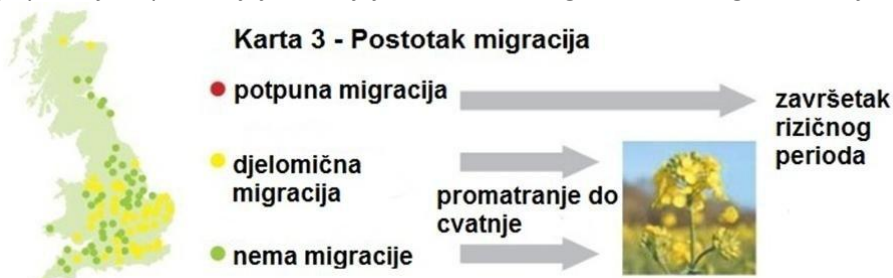 Karta 3 - Postotak migracija
potpuna migracija
završetak
rizičnog
perioda
djelomična
migracija
promatranje do
cvatnje
nema migracije